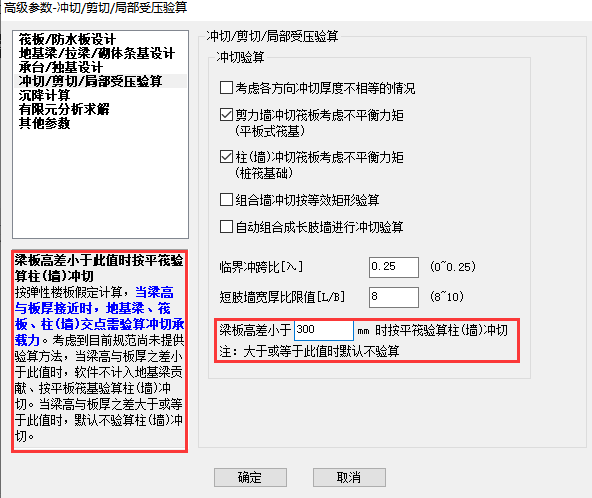 高级参数-冲切/剪切/局部受压验算
筏板/防水板设计
地基梁/拉梁/砌体条基设计
承台/独基设计
冲切/剪切/局部受压验算
沉降计算
有限元分析求解
其他参数
梁板高差小于此值时按平筏验
算柱(墙)冲切
按弹性楼板假定计算，当梁高
与板厚接近时，地基梁、筏
板、柱(墙)交点需验算冲切承
载力。考虑到目前规范尚未提供
验算方法，当梁高与板厚之差小
于此值时，软件不计入地基梁贡
献、按平板筏基验算柱(墙)冲
切。当梁高与板厚之差大于或等
于此值时，默认不验算柱(墙)冲
切。
冲切/剪切/局部受压验算
冲切验算
考虑各方向冲切厚度不相等的情况
剪力墙冲切筏板考虑不平衡力矩
(平板式筏基)
柱(墙)冲切筏板考虑不平衡力矩
(桩筏基础)
组合墙冲切按等效矩形验算
自动组合成长肢墙进行冲切验算
临界冲跨比[λ] 0.25 (0~0.25)
短肢墙宽厚比限值[L/B] 8 (8~10)
梁板高差小于 300 mm 时按平筏验算柱(墙)冲切
注：大于或等于此值时默认不验算
确定 取消